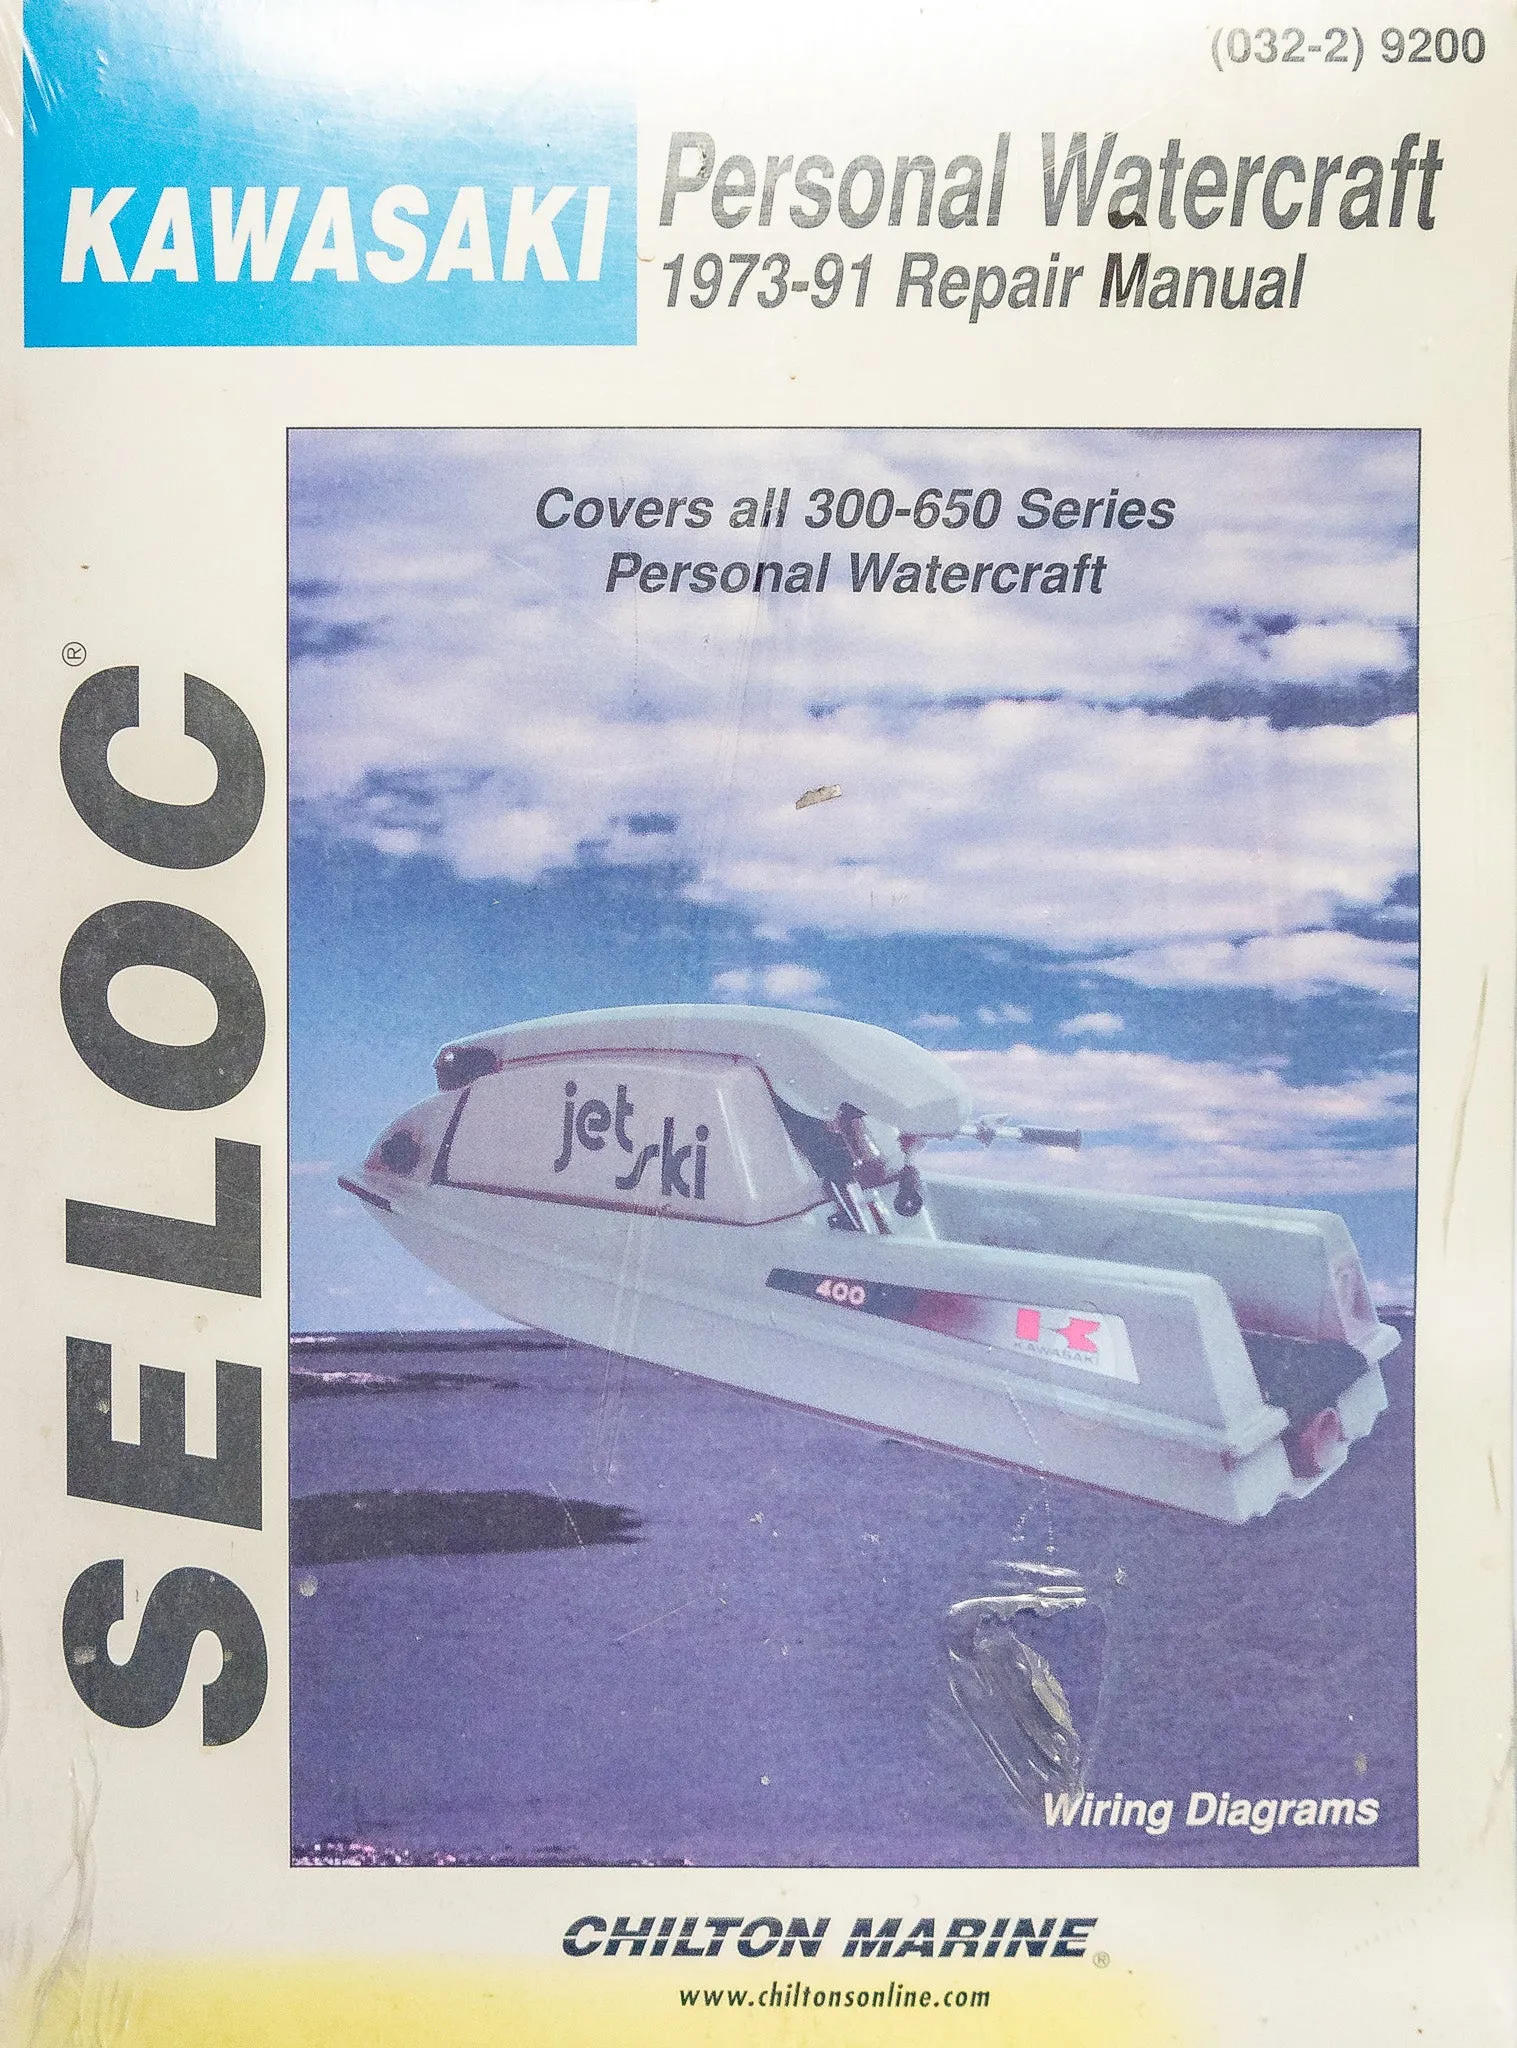 (032-2) 9200
KAWASAKI
Personal Watercraft
1973-91 Repair Manual
Covers all 300-650 Series
Personal Watercraft
SELOC®
jet
ski
400
KAWASAKI
Wiring Diagrams
CHILTON MARINE®
www.chiltonsonline.com